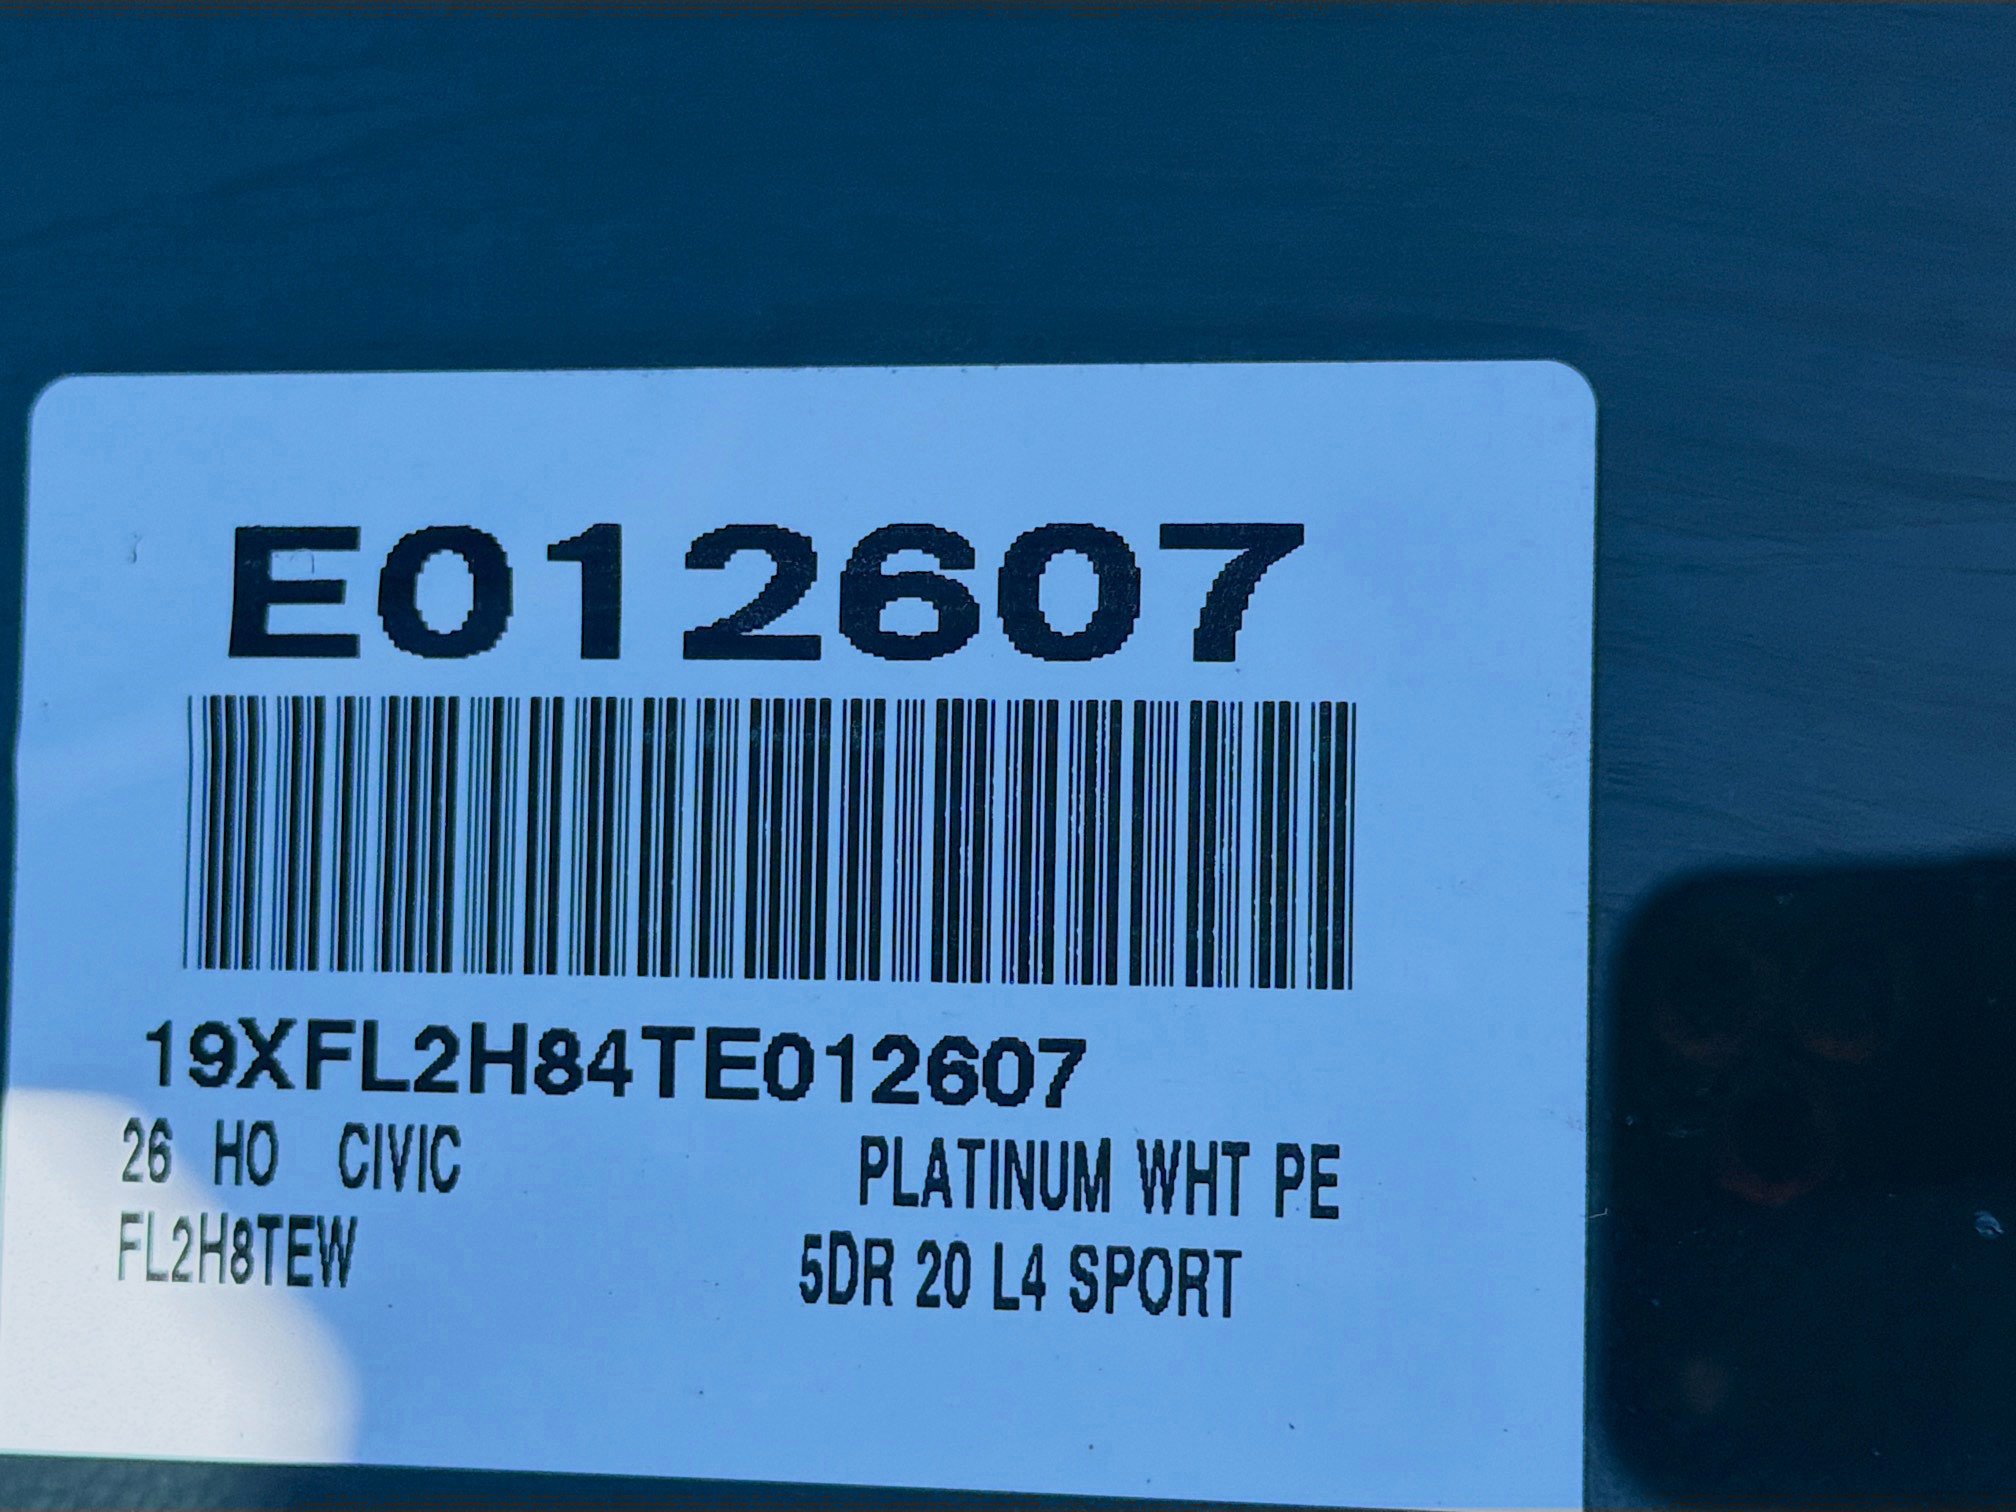 E012607
19XFL2H84TE012607
26 HO CIVIC PLATINUM WHT PE
FL2H8TEW 5DR 20 L4 SPORT